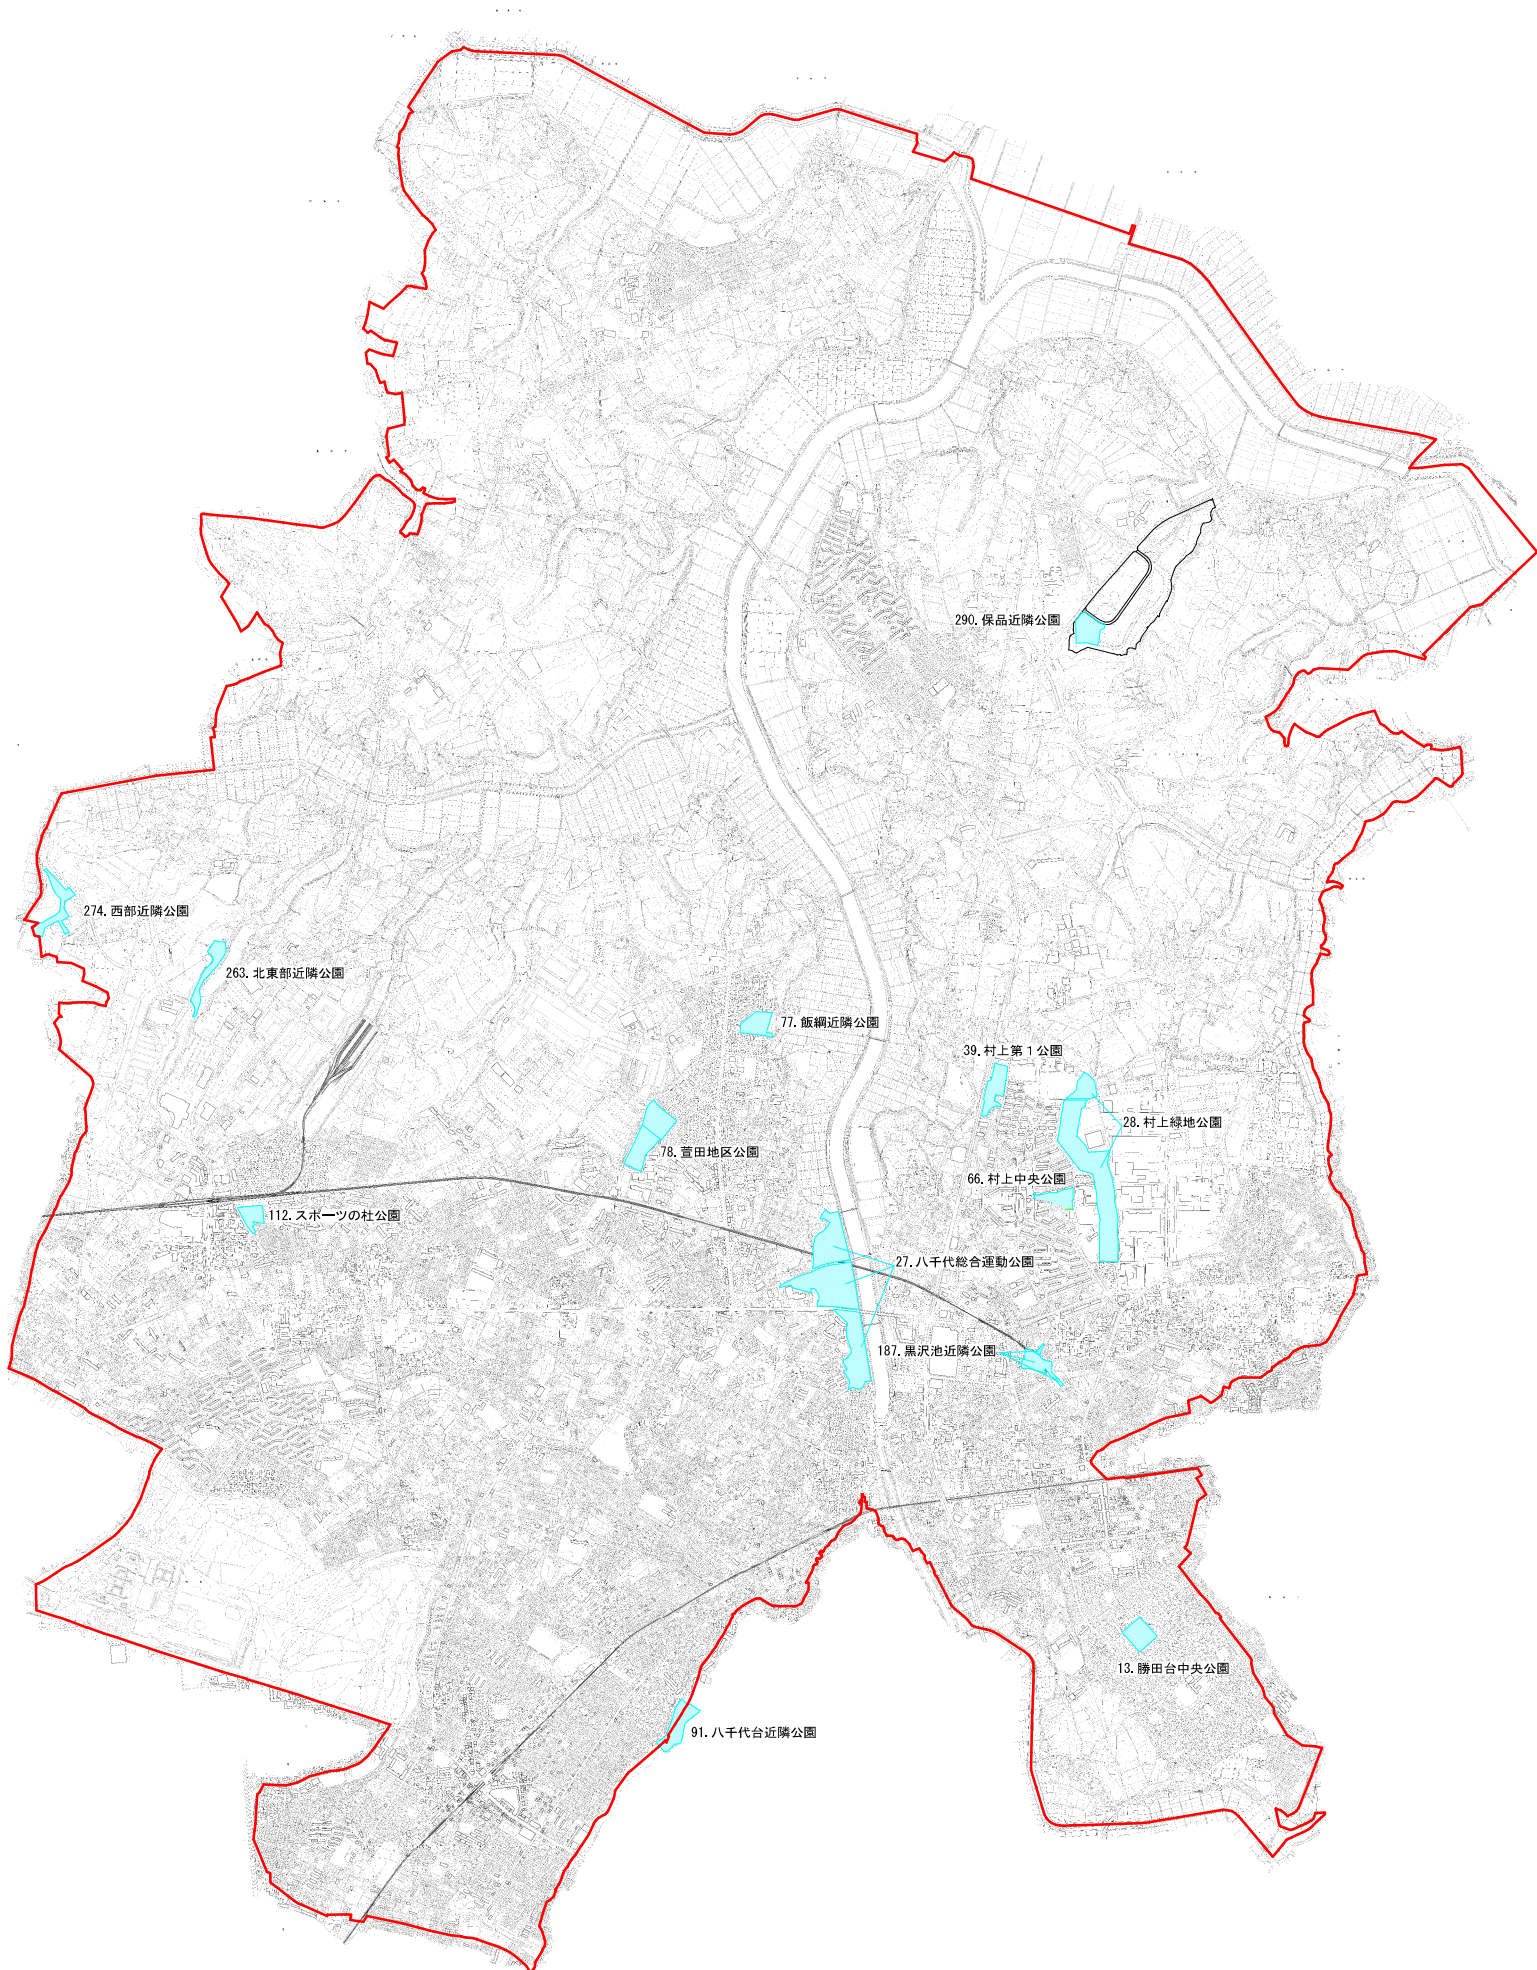 290. 保品近隣公園
274. 西部近隣公園
263. 北東部近隣公園
77. 飯綱近隣公園
39. 村上第１公園
28. 村上緑地公園
78. 萱田地区公園
66. 村上中央公園
112. スポーツの杜公園
27. 八千代総合運動公園
187. 黒沢池近隣公園
13. 勝田台中央公園
91. 八千代台近隣公園